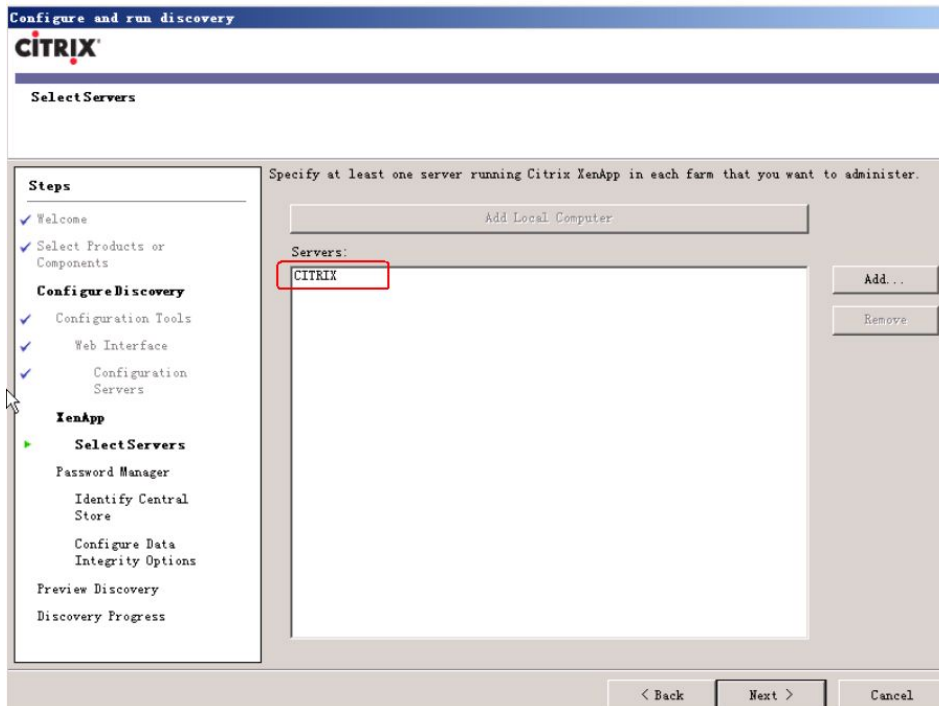 Configure and run discovery
CITRIX
Select Servers
Steps
Welcome
Select Products or
Components
Configure Discovery
Configuration Tools
Web Interface
Configuration
Servers
XenApp
Select Servers
Password Manager
Identify Central
Store
Configure Data
Integrity Options
Preview Discovery
Discovery Progress
Specify at least one server running Citrix XenApp in each farm that you want to administer.
Add Local Computer
Servers:
CITRIX
Add...
Remove
< Back
Next >
Cancel